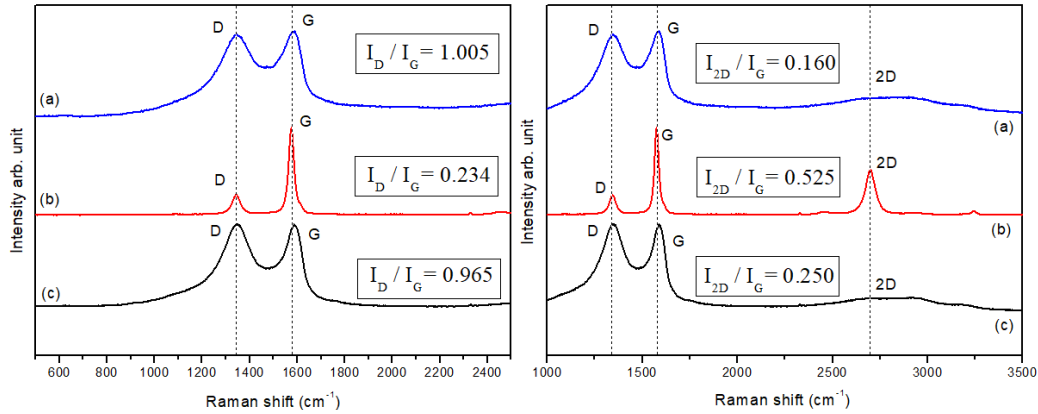 D
G
I_D / I_G = 1.005
(a)
G
D
I_D / I_G = 0.234
(b)
D
G
I_D / I_G = 0.965
(c)
Intensity arb. unit
600 800 1000 1200 1400 1600 1800 2000 2200 2400
Raman shift (cm⁻¹)
D
G
I_2D / I_G = 0.160
2D
(a)
G
D
I_2D / I_G = 0.525
2D
(b)
D
G
I_2D / I_G = 0.250
2D
(c)
Intensity arb. unit
1000 1500 2000 2500 3000 3500
Raman shift (cm⁻¹)